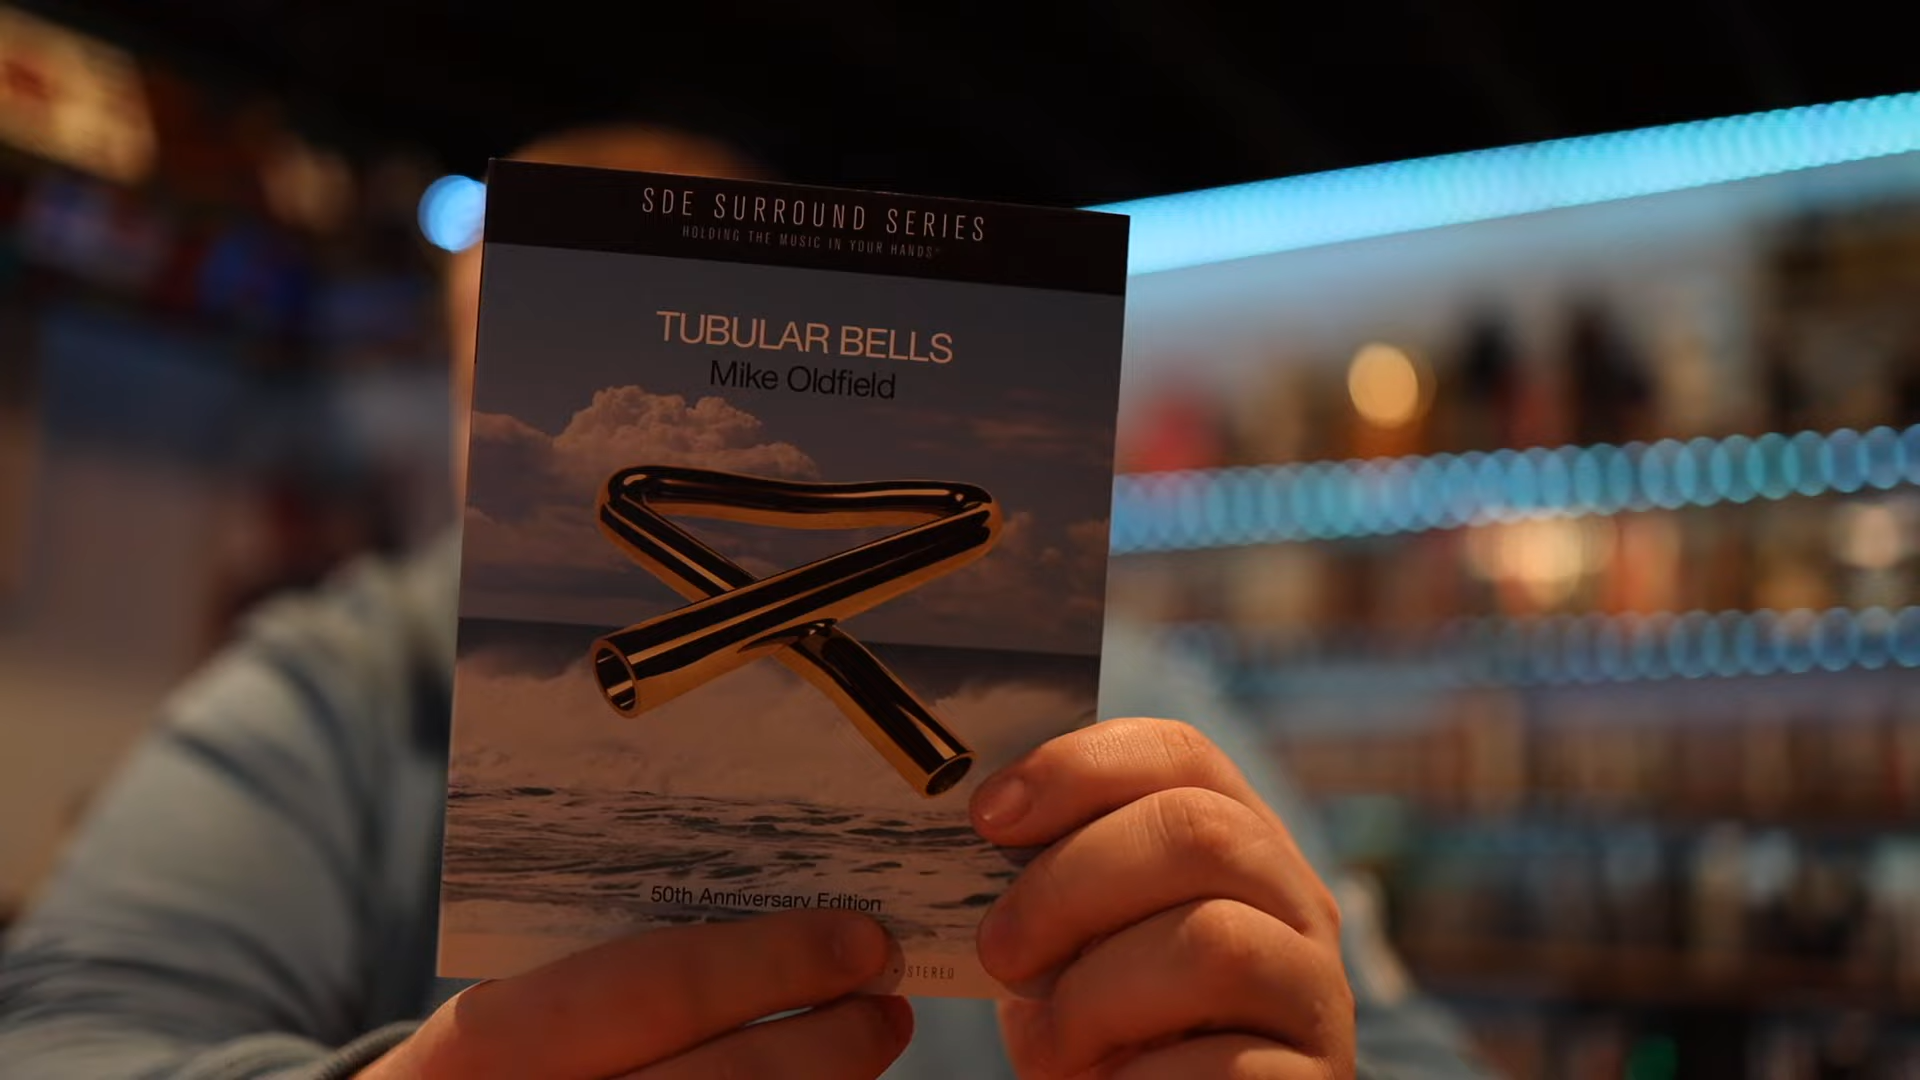 SDE SURROUND SERIES
HOLDING THE MUSIC IN YOUR HANDS
TUBULAR BELLS
Mike Oldfield
50th Anniversary Edition
• STEREO